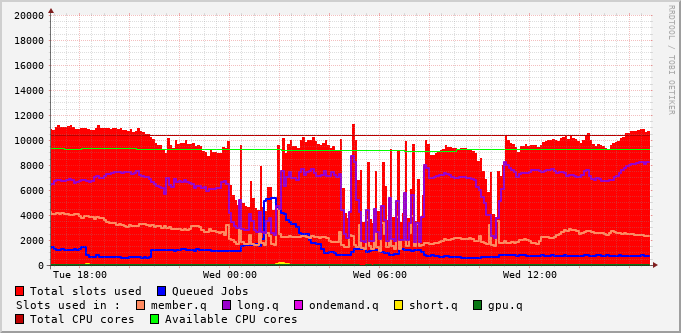 RRDTOOL / TOBI OETIKER
20000
18000
16000
14000
12000
10000
8000
6000
4000
2000
0
Tue 18:00 Wed 00:00 Wed 06:00 Wed 12:00
Total slots used Queued Jobs
Slots used in : member.q long.q ondemand.q short.q gpu.q
Total CPU cores Available CPU cores